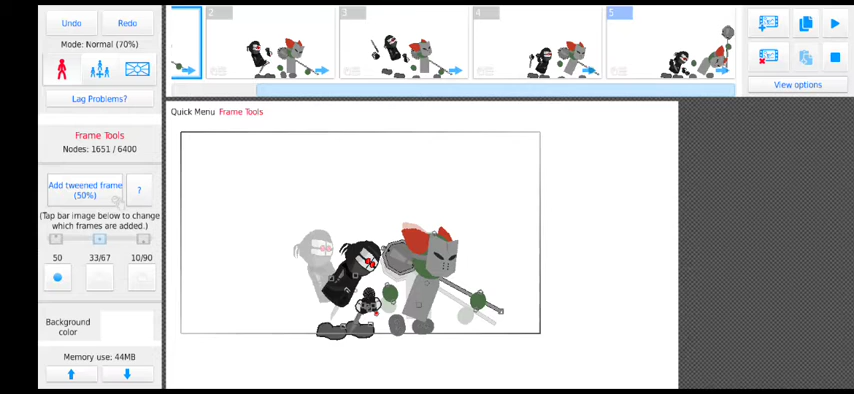 Undo Redo
Mode: Normal (70%)
Lag Problems?
Frame Tools
Nodes: 1651 / 6400
Add tweened frame
(50%)
?
(Tap bar image below to change
which frames are added.)
50 33/67 10/90
Background
color
Memory use: 44MB
2 3 4 5
View options
Quick Menu Frame Tools